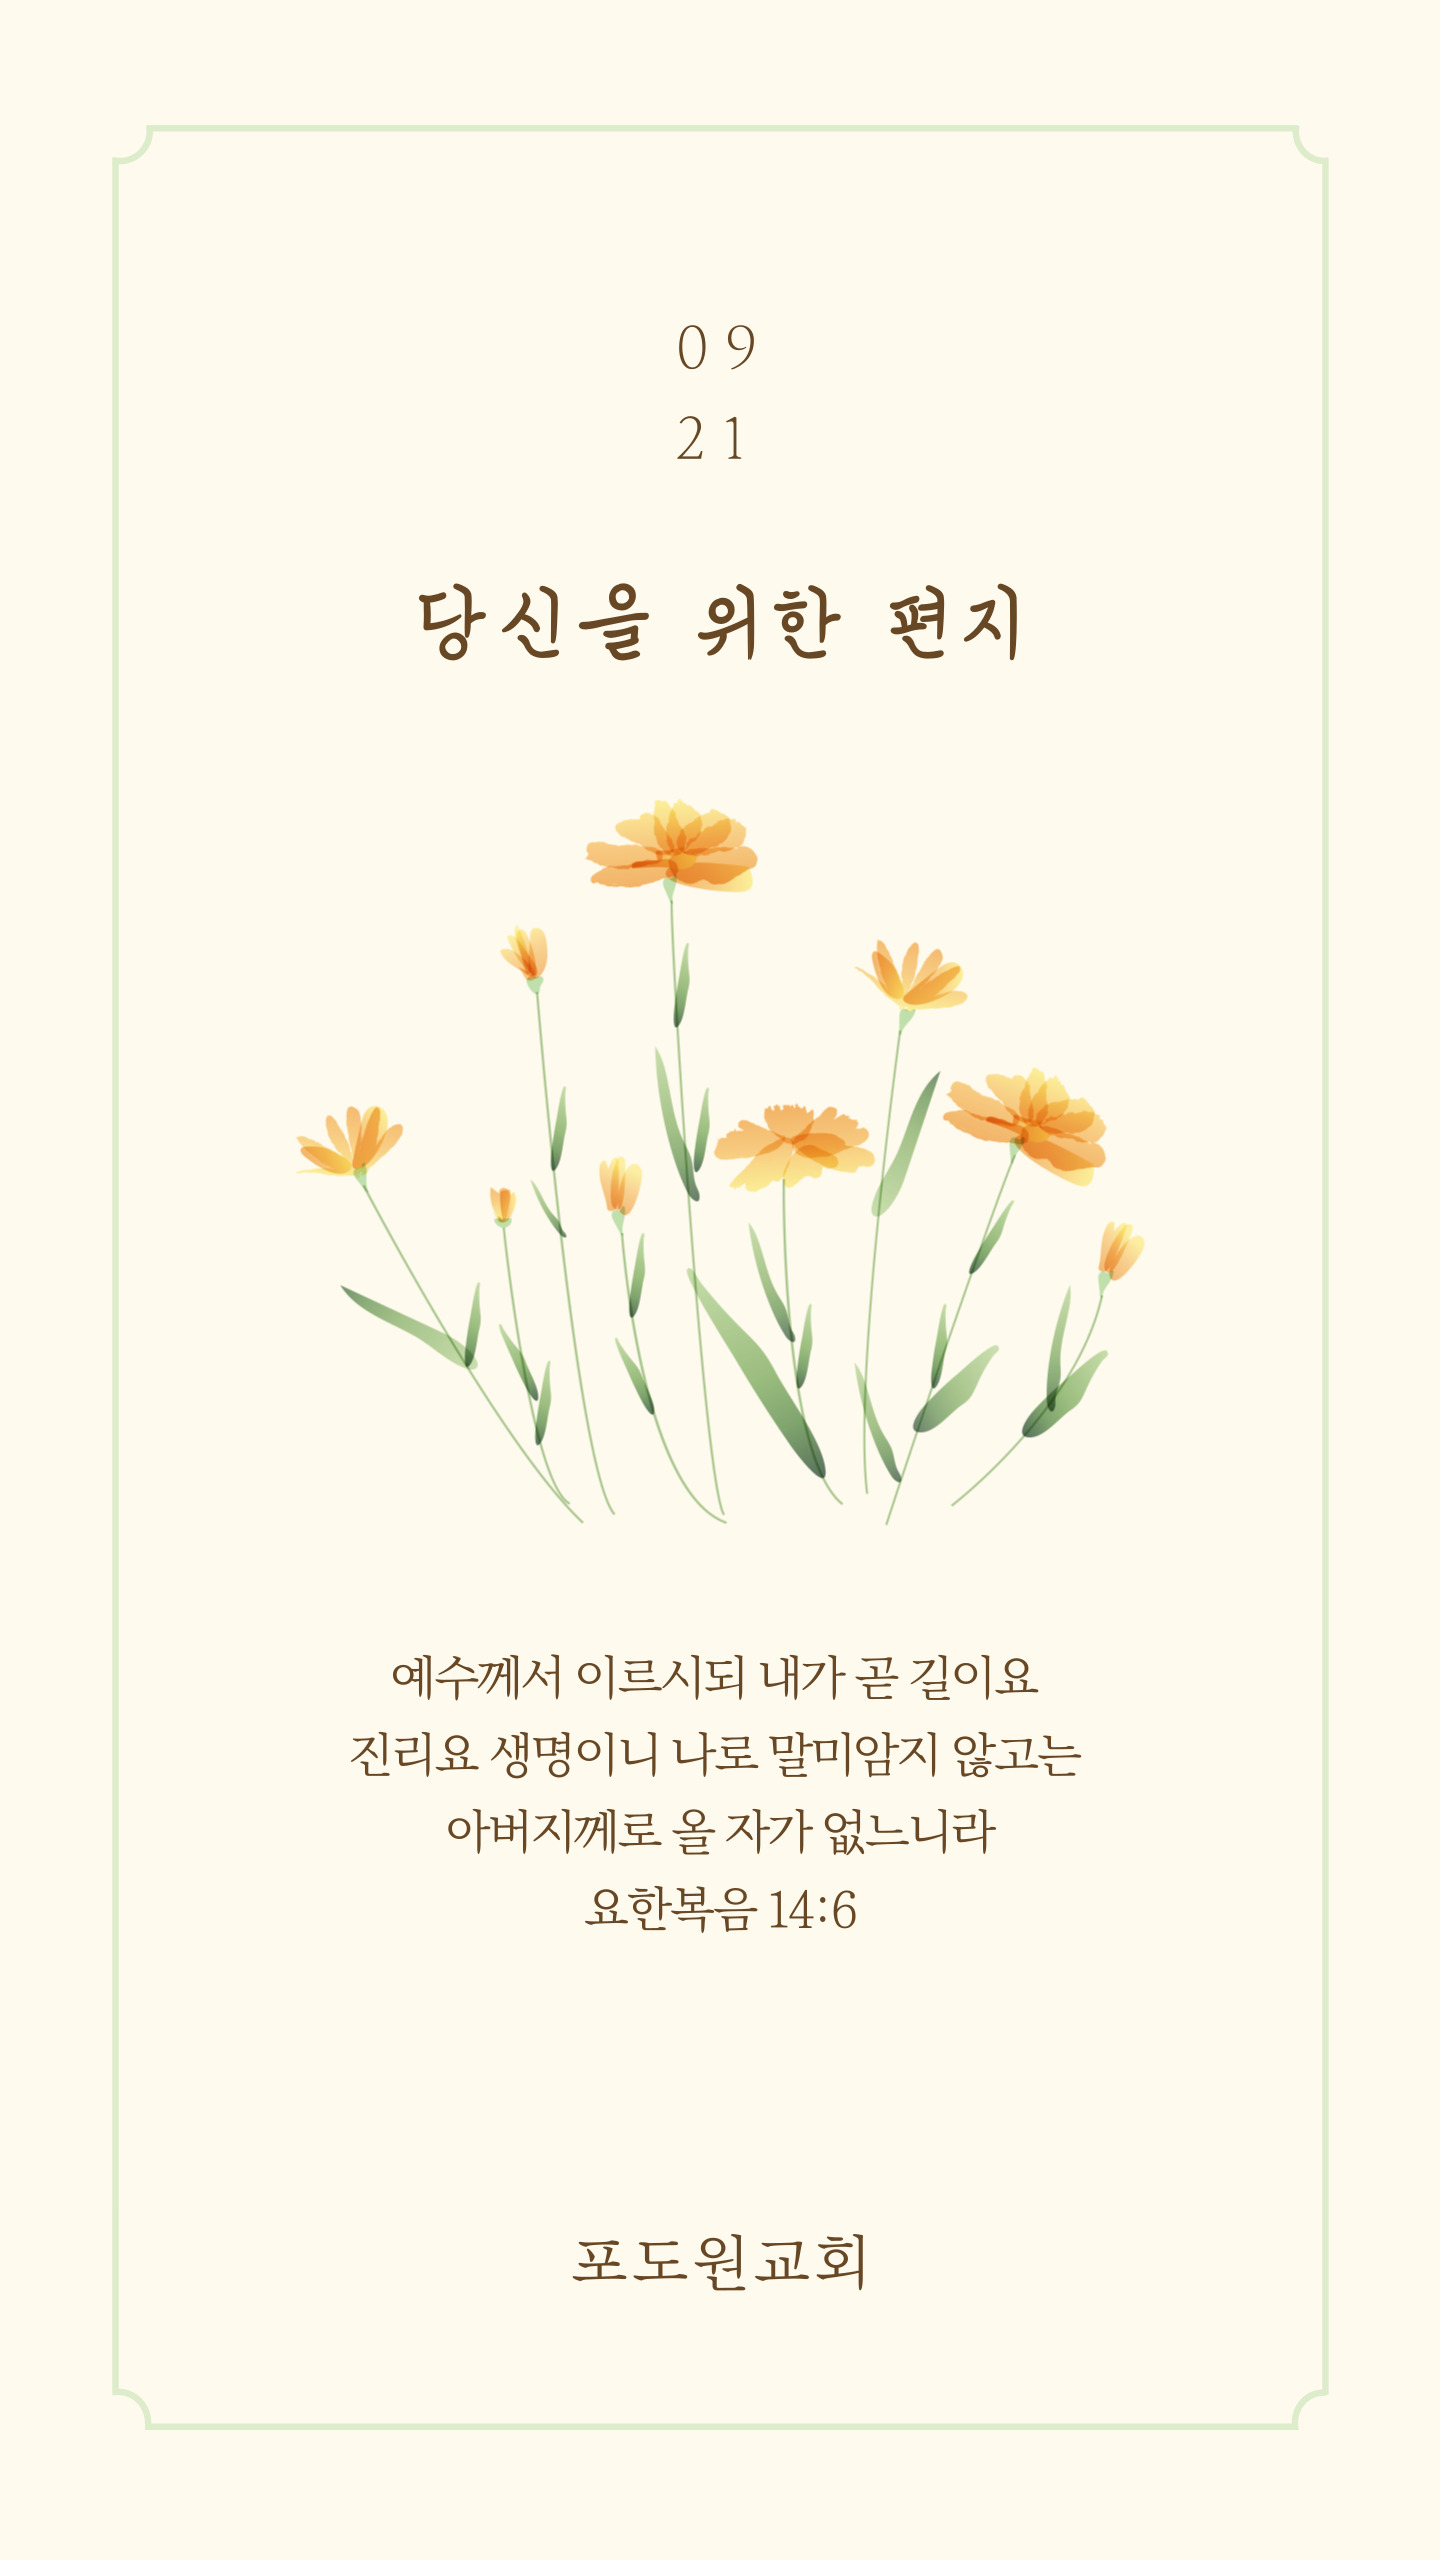 09
21
당신을 위한 편지
예수께서 이르시되 내가 곧 길이요
진리요 생명이니 나로 말미암지 않고는
아버지께로 올 자가 없느니라
요한복음 14:6
포도원교회